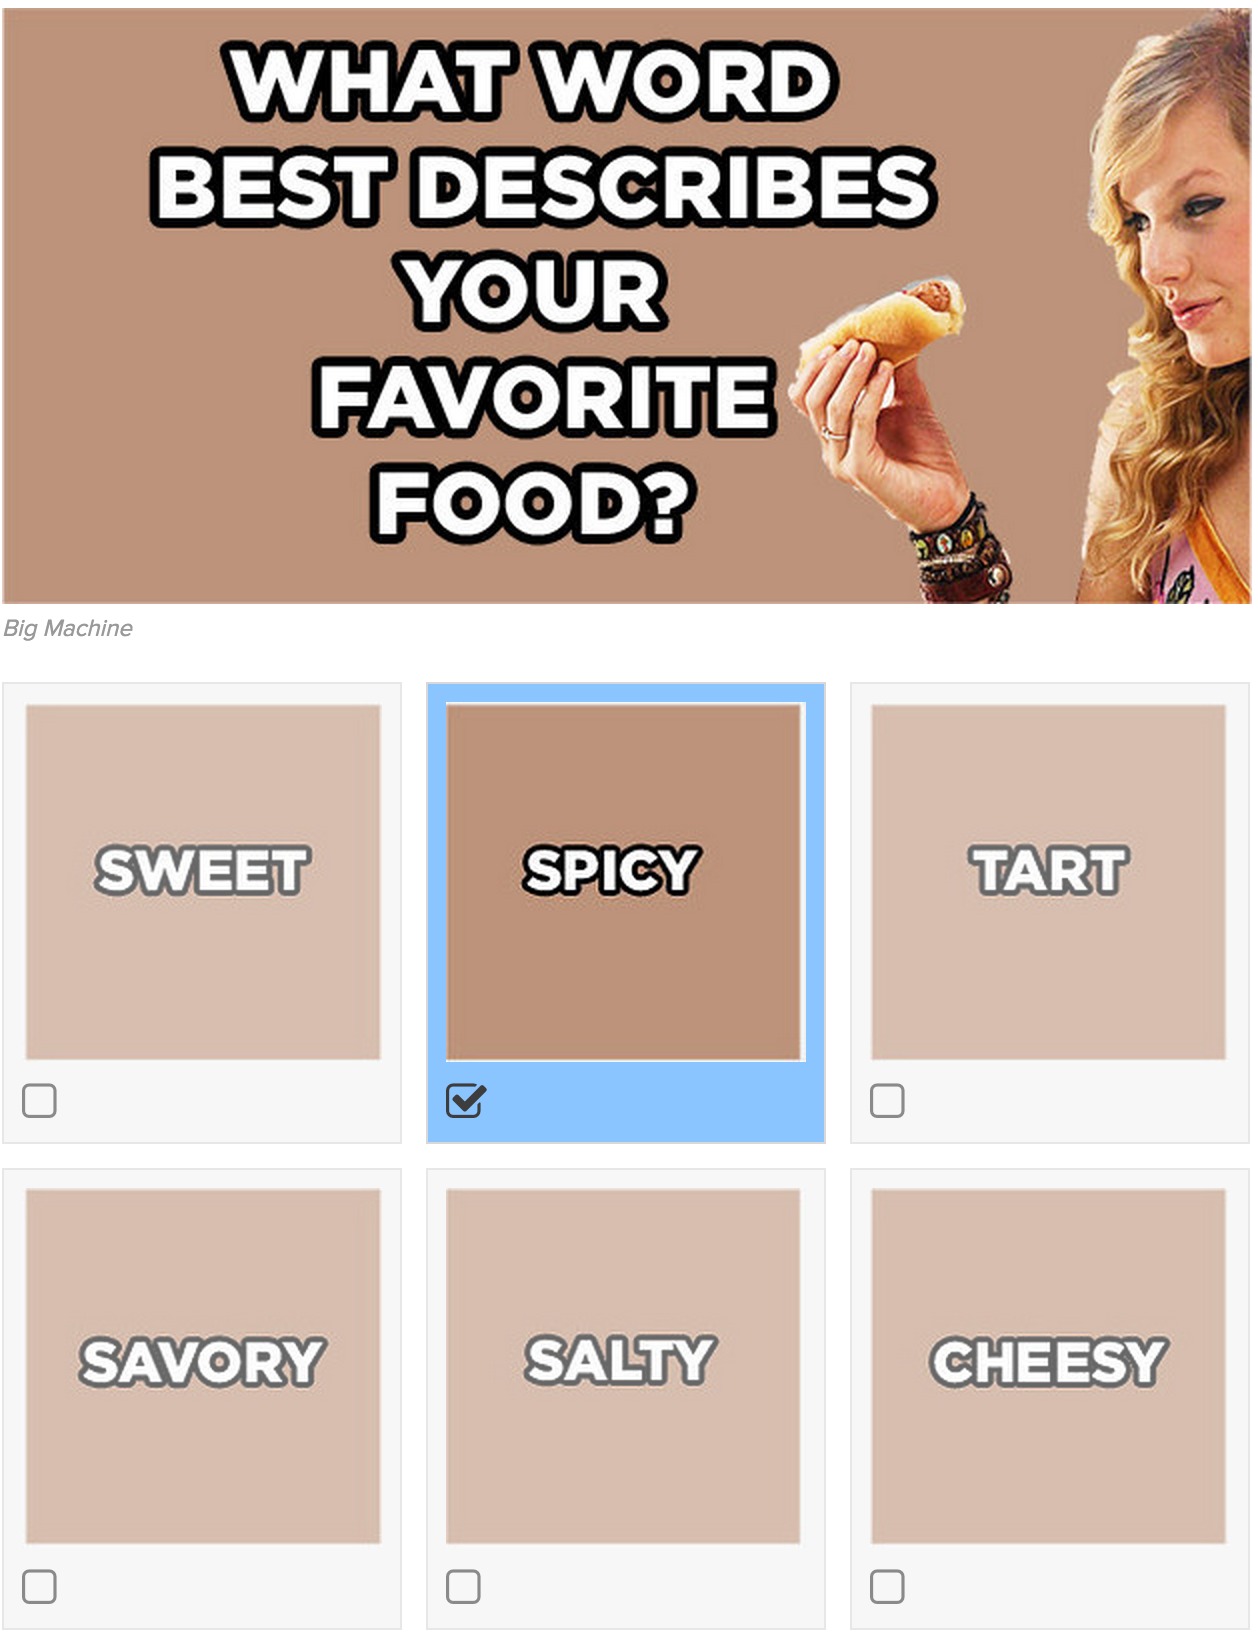 WHAT WORD
BEST DESCRIBES
YOUR
FAVORITE
FOOD?
Big Machine
SWEET
SPICY
TART
SAVORY
SALTY
CHEESY